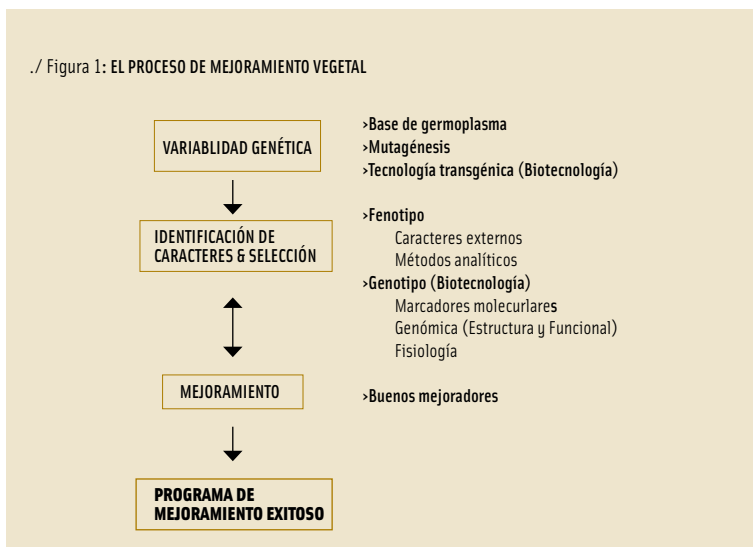 ./ Figura 1: EL PROCESO DE MEJORAMIENTO VEGETAL
VARIABLIDAD GENÉTICA
>Base de germoplasma
>Mutagénesis
>Tecnología transgénica (Biotecnología)
IDENTIFICACIÓN DE
CARACTERES & SELECCIÓN
>Fenotipo
Caracteres externos
Métodos analíticos
>Genotipo (Biotecnología)
Marcadores molecurlares
Genómica (Estructura y Funcional)
Fisiología
MEJORAMIENTO
>Buenos mejoradores
PROGRAMA DE
MEJORAMIENTO EXITOSO